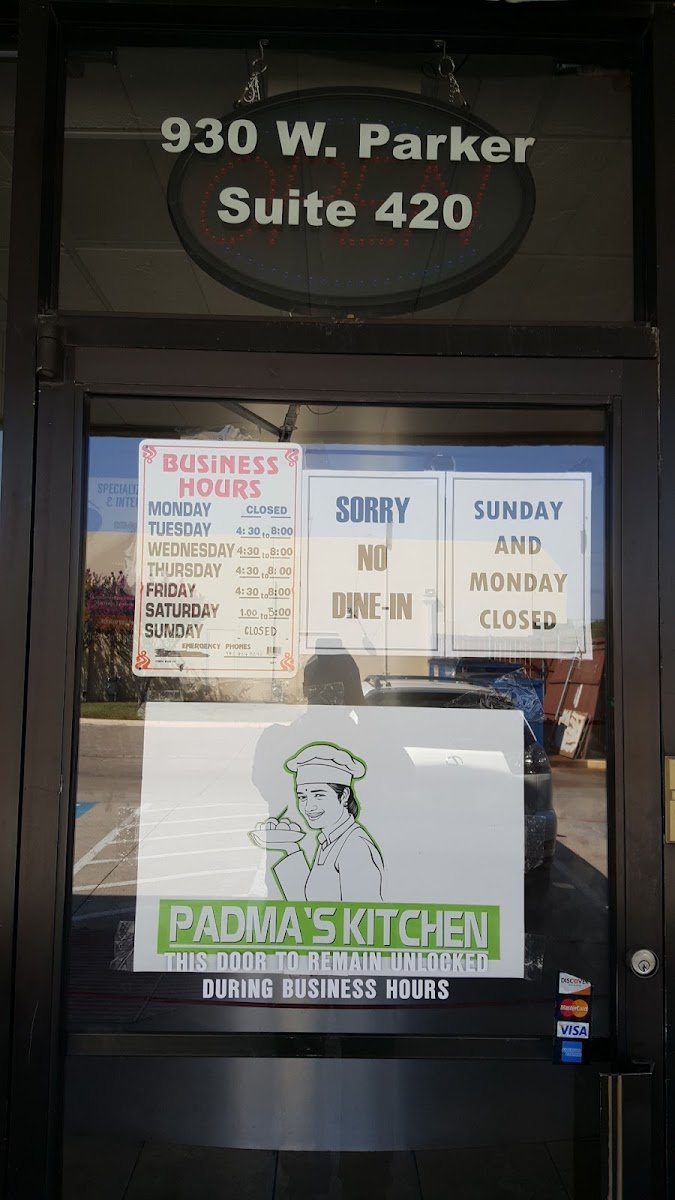 930 W. Parker
OPEN
Suite 420
BUSINESS
HOURS
MONDAY CLOSED
TUESDAY 4:30 to 8:00
WEDNESDAY 4:30 to 8:00
THURSDAY 4:30 to 8:00
FRIDAY 4:30 to 8:00
SATURDAY 1:00 to 5:00
SUNDAY CLOSED
EMERGENCY PHONES
SORRY
NO
DINE-IN
SUNDAY
AND
MONDAY
CLOSED
PADMA'S KITCHEN
THIS DOOR TO REMAIN UNLOCKED
DURING BUSINESS HOURS
DISCOVER
MasterCard
VISA